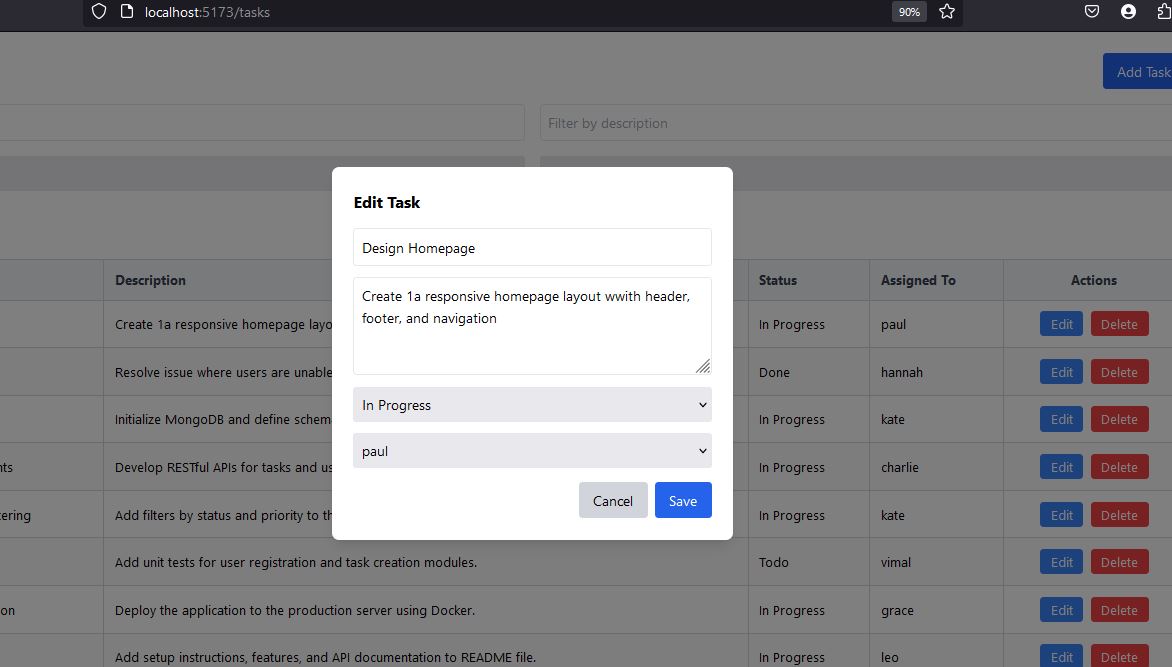 localhost:5173/tasks
90%
Add Task
Filter by description
Edit Task
Design Homepage
Create 1a responsive homepage layout wwith header,
footer, and navigation
In Progress
paul
Cancel Save
Description Status Assigned To Actions
Create 1a responsive homepage layo In Progress paul Edit Delete
Resolve issue where users are unable Done hannah Edit Delete
Initialize MongoDB and define schem In Progress kate Edit Delete
nts Develop RESTful APIs for tasks and us In Progress charlie Edit Delete
tering Add filters by status and priority to th In Progress kate Edit Delete
Add unit tests for user registration and task creation modules. Todo vimal Edit Delete
on Deploy the application to the production server using Docker. In Progress grace Edit Delete
Add setup instructions, features, and API documentation to README file. In Progress leo Edit Delete